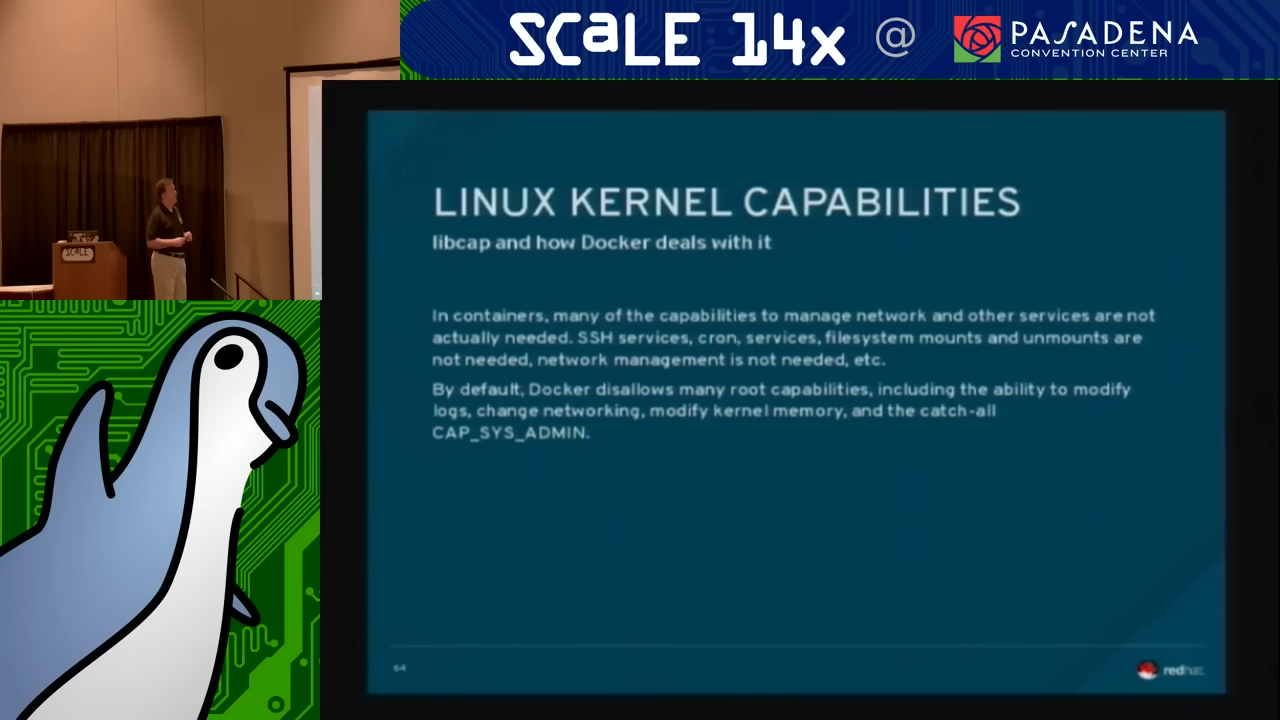 SCaLE 14x @ PASADENA
CONVENTION CENTER
SCaLE
LINUX KERNEL CAPABILITIES
libcap and how Docker deals with it
In containers, many of the capabilities to manage network and other services are not
actually needed. SSH services, cron, services, filesystem mounts and unmounts are
not needed, network management is not needed, etc.
By default, Docker disallows many root capabilities, including the ability to modify
logs, change networking, modify kernel memory, and the catch-all
CAP_SYS_ADMIN.
64
redhat